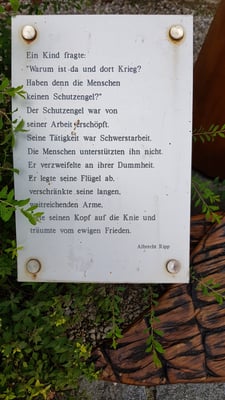 Ein Kind fragte:
"Warum ist da und dort Krieg?
Haben denn die Menschen
keinen Schutzengel?"
Der Schutzengel war von
seiner Arbeit erschöpft.
Seine Tätigkeit war Schwerstarbeit.
Die Menschen unterstützten ihn nicht.
Er verzweifelte an ihrer Dummheit.
Er legte seine Flügel ab,
verschränkte seine langen,
weitreichenden Arme,
seinen Kopf auf die Knie und
träumte vom ewigen Frieden.
Albrecht Ripp